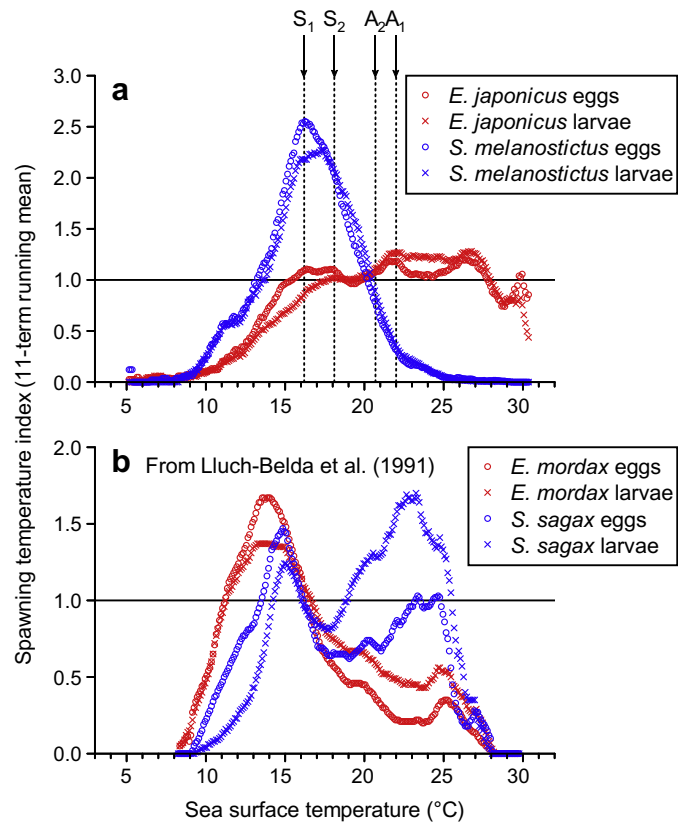 S1 S2 A2 A1
a
3.0
2.5
2.0
1.5
1.0
0.5
0.0
E. japonicus eggs
E. japonicus larvae
S. melanostictus eggs
S. melanostictus larvae
5 10 15 20 25 30
Spawning temperature index (11-term running mean)
b From Lluch-Belda et al. (1991)
2.0
1.5
1.0
0.5
0.0
E. mordax eggs
E. mordax larvae
S. sagax eggs
S. sagax larvae
5 10 15 20 25 30
Sea surface temperature (°C)